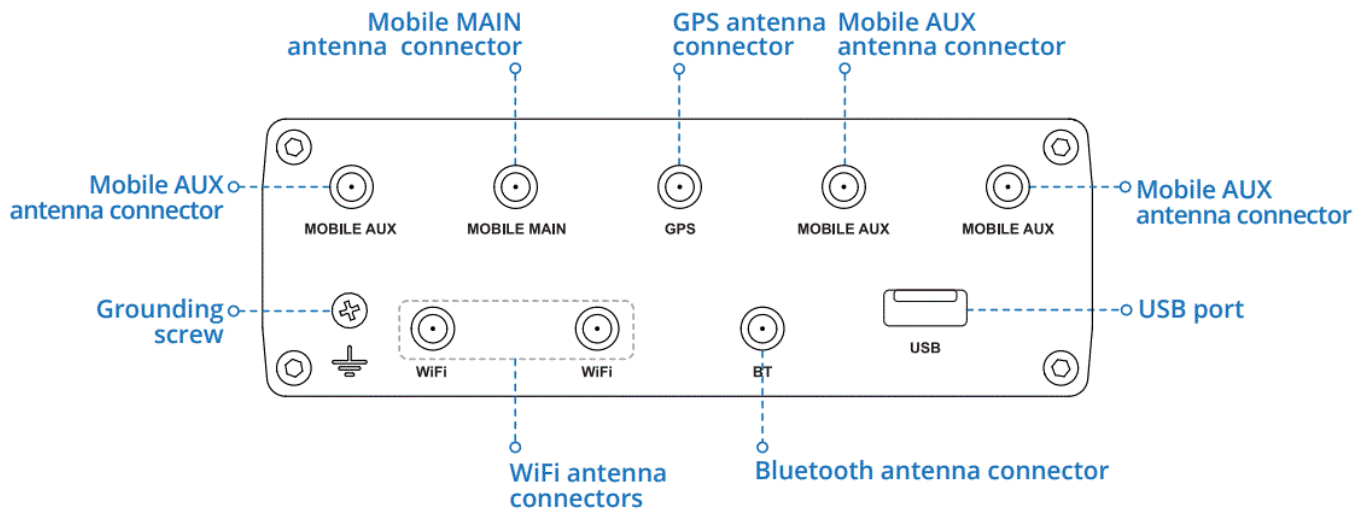 Mobile MAIN
antenna connector
GPS antenna
connector
Mobile AUX
antenna connector
Mobile AUX
antenna connector
Mobile AUX
antenna connector
MOBILE AUX
MOBILE MAIN
GPS
MOBILE AUX
MOBILE AUX
Grounding
screw
USB port
USB
WiFi
WiFi
BT
WiFi antenna
connectors
Bluetooth antenna connector